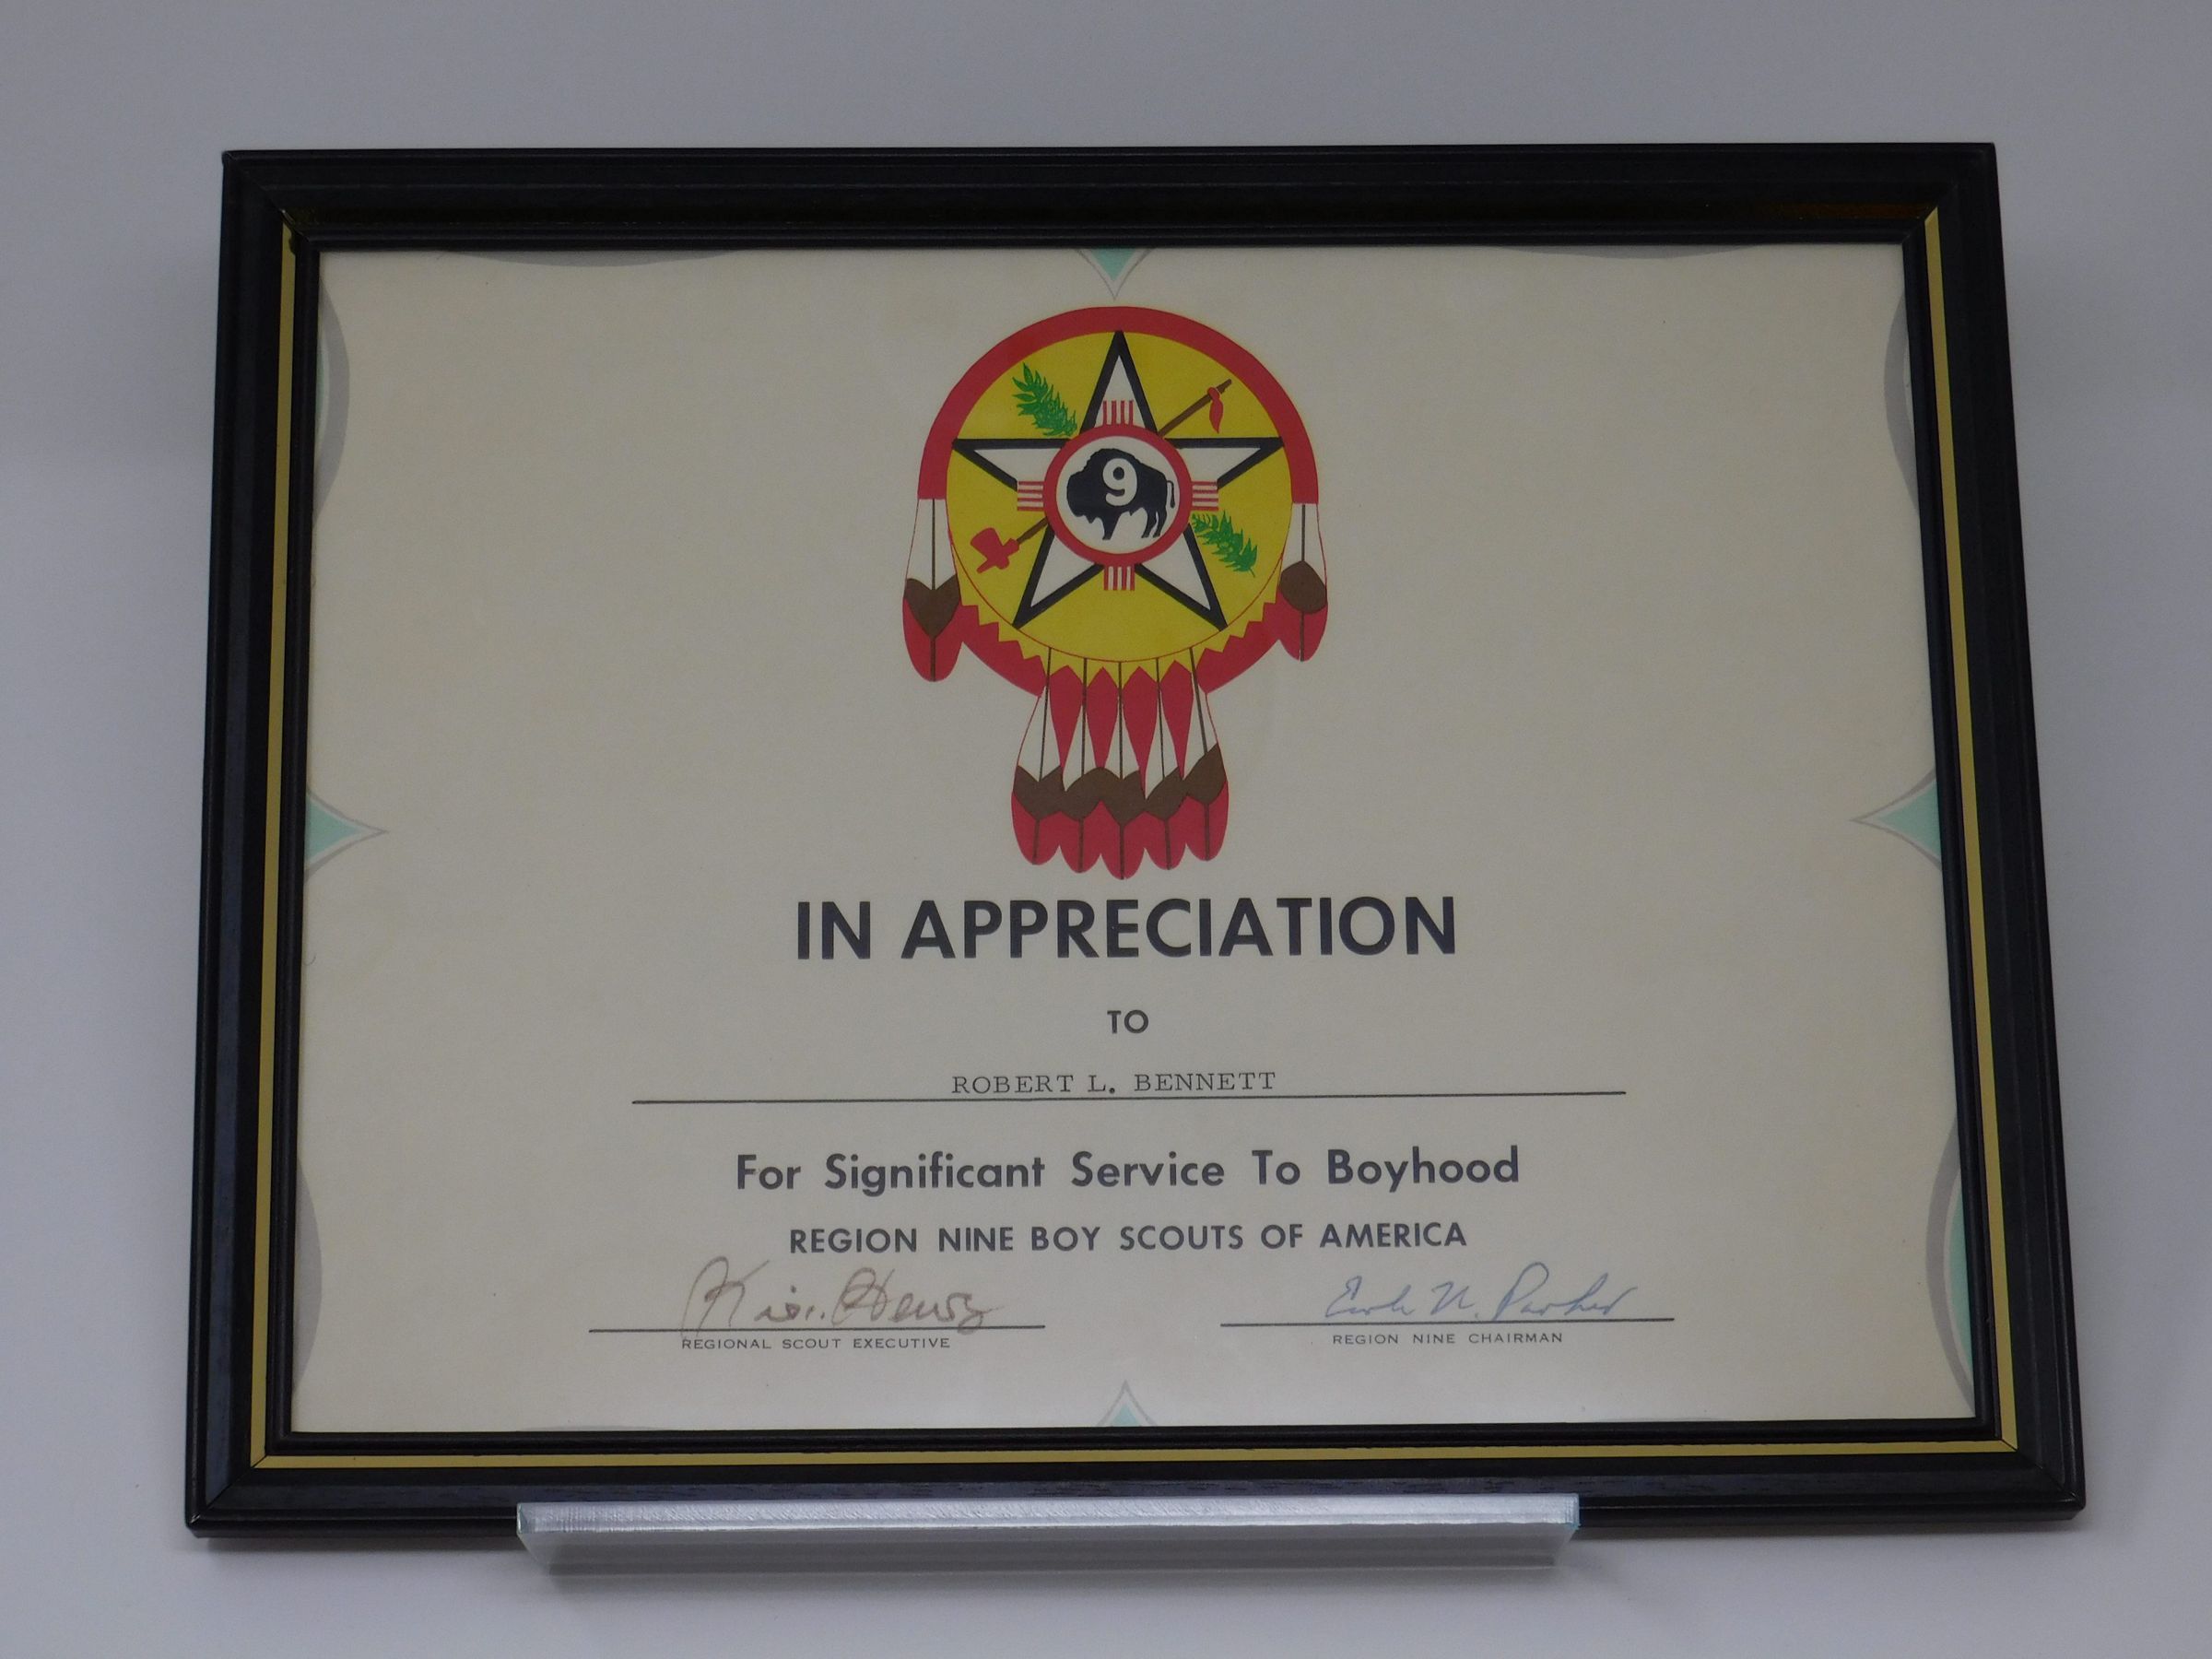 9
IN APPRECIATION
TO
ROBERT L. BENNETT
For Significant Service To Boyhood
REGION NINE BOY SCOUTS OF AMERICA
N. Parker
REGIONAL SCOUT EXECUTIVE
REGION NINE CHAIRMAN